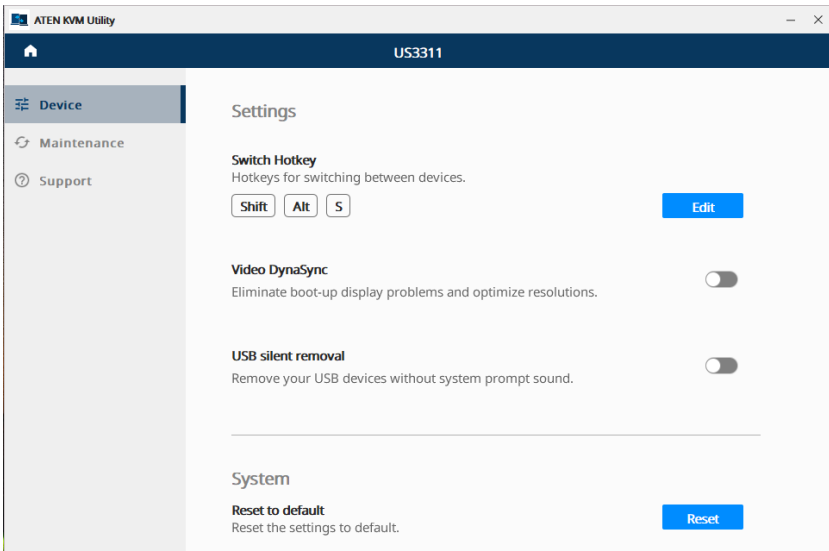 ATEN KVM Utility
US3311
Device
Maintenance
Support
Settings
Switch Hotkey
Hotkeys for switching between devices.
Shift Alt S
Edit
Video DynaSync
Eliminate boot-up display problems and optimize resolutions.
USB silent removal
Remove your USB devices without system prompt sound.
System
Reset to default
Reset the settings to default.
Reset